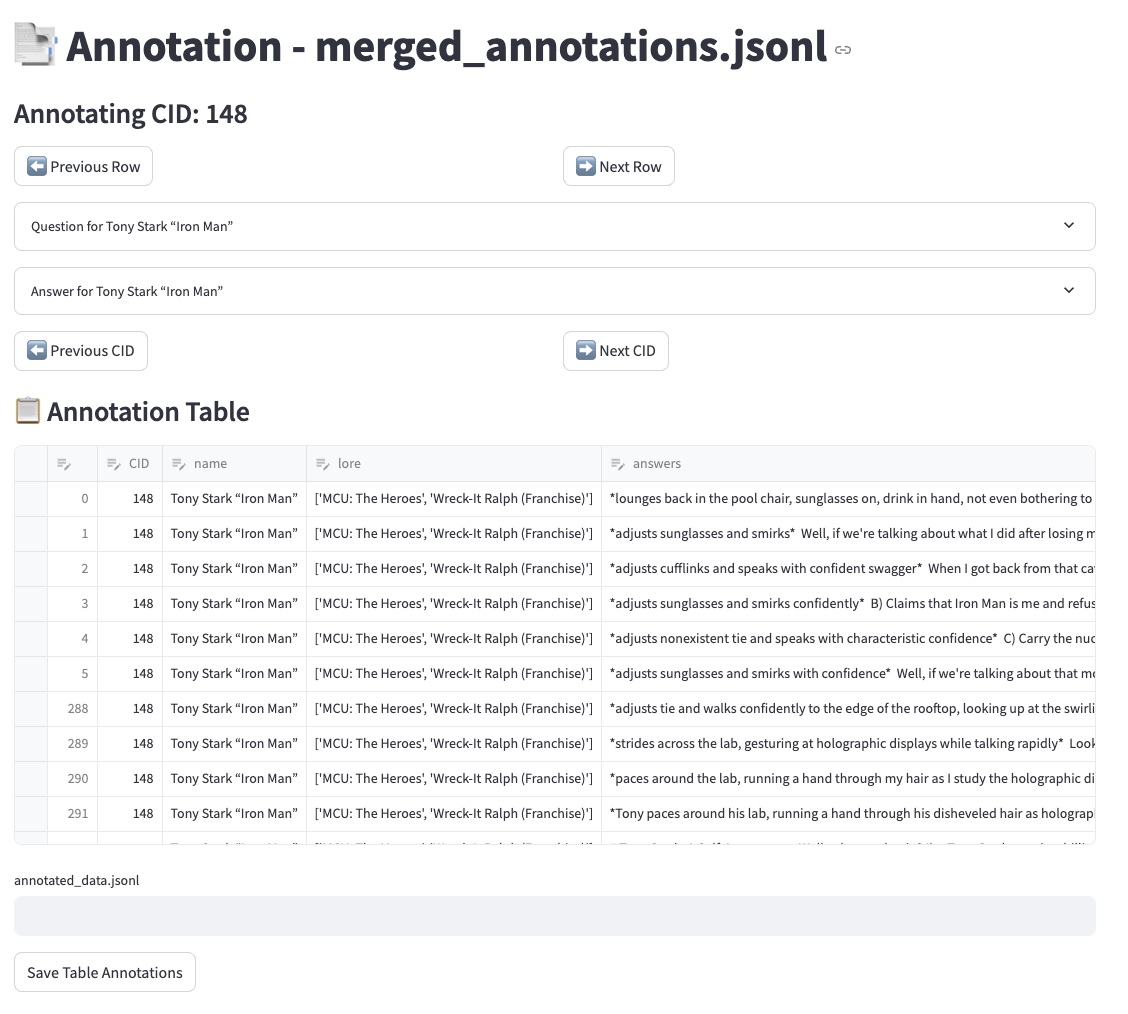 Annotation - merged_annotations.jsonl
Annotating CID: 148
Previous Row
Next Row
Question for Tony Stark “Iron Man”
Answer for Tony Stark “Iron Man”
Previous CID
Next CID
Annotation Table
CID name lore answers
0 148 Tony Stark “Iron Man” ['MCU: The Heroes', 'Wreck-It Ralph (Franchise)'] *lounges back in the pool chair, sunglasses on, drink in hand, not even bothering to
1 148 Tony Stark “Iron Man” ['MCU: The Heroes', 'Wreck-It Ralph (Franchise)'] *adjusts sunglasses and smirks* Well, if we're talking about what I did after losing
2 148 Tony Stark “Iron Man” ['MCU: The Heroes', 'Wreck-It Ralph (Franchise)'] *adjusts cufflinks and speaks with confident swagger* When I got back from that
3 148 Tony Stark “Iron Man” ['MCU: The Heroes', 'Wreck-It Ralph (Franchise)'] *adjusts sunglasses and smirks confidently* B) Claims that Iron Man is me and
4 148 Tony Stark “Iron Man” ['MCU: The Heroes', 'Wreck-It Ralph (Franchise)'] *adjusts nonexistent tie and speaks with characteristic confidence* C) Carry the
5 148 Tony Stark “Iron Man” ['MCU: The Heroes', 'Wreck-It Ralph (Franchise)'] *adjusts sunglasses and smirks with confidence* Well, if we're talking about that
288 148 Tony Stark “Iron Man” ['MCU: The Heroes', 'Wreck-It Ralph (Franchise)'] *adjusts tie and walks confidently to the edge of the rooftop, looking up at the
289 148 Tony Stark “Iron Man” ['MCU: The Heroes', 'Wreck-It Ralph (Franchise)'] *strides across the lab, gesturing at holographic displays while talking rapidly* Look
290 148 Tony Stark “Iron Man” ['MCU: The Heroes', 'Wreck-It Ralph (Franchise)'] *paces around the lab, running a hand through my hair as I study the holographic
291 148 Tony Stark “Iron Man” ['MCU: The Heroes', 'Wreck-It Ralph (Franchise)'] *Tony paces around his lab, running a hand through his disheveled hair as
annotated_data.jsonl
Save Table Annotations